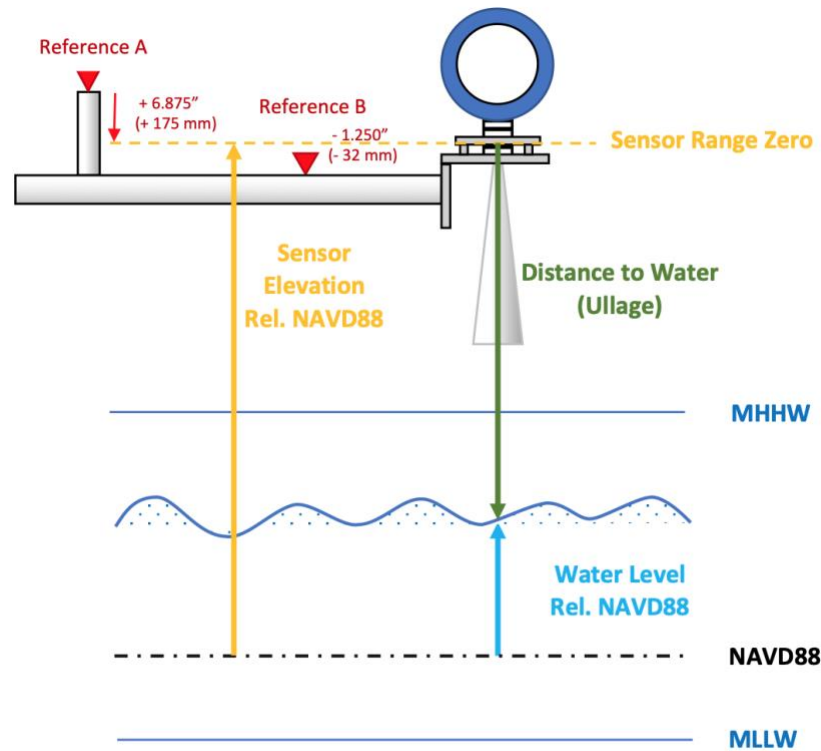 Reference A
+ 6.875”
(+ 175 mm)
Reference B
- 1.250”
(- 32 mm)
Sensor Range Zero
Sensor
Elevation
Rel. NAVD88
Distance to Water
(Ullage)
MHHW
Water Level
Rel. NAVD88
NAVD88
MLLW